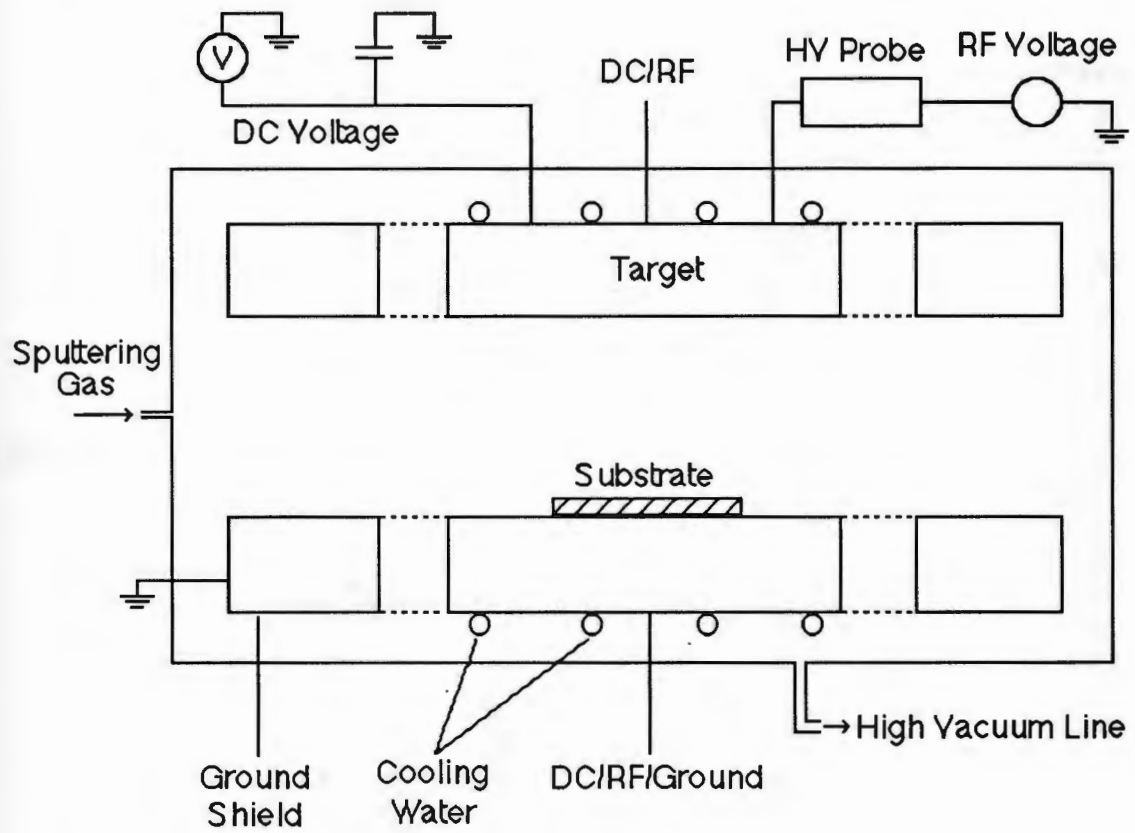 V
DC Voltage
DC/RF
HV Probe
RF Voltage
Target
Sputtering
Gas
Substrate
High Vacuum Line
Ground
Shield
Cooling
Water
DC/RF/Ground